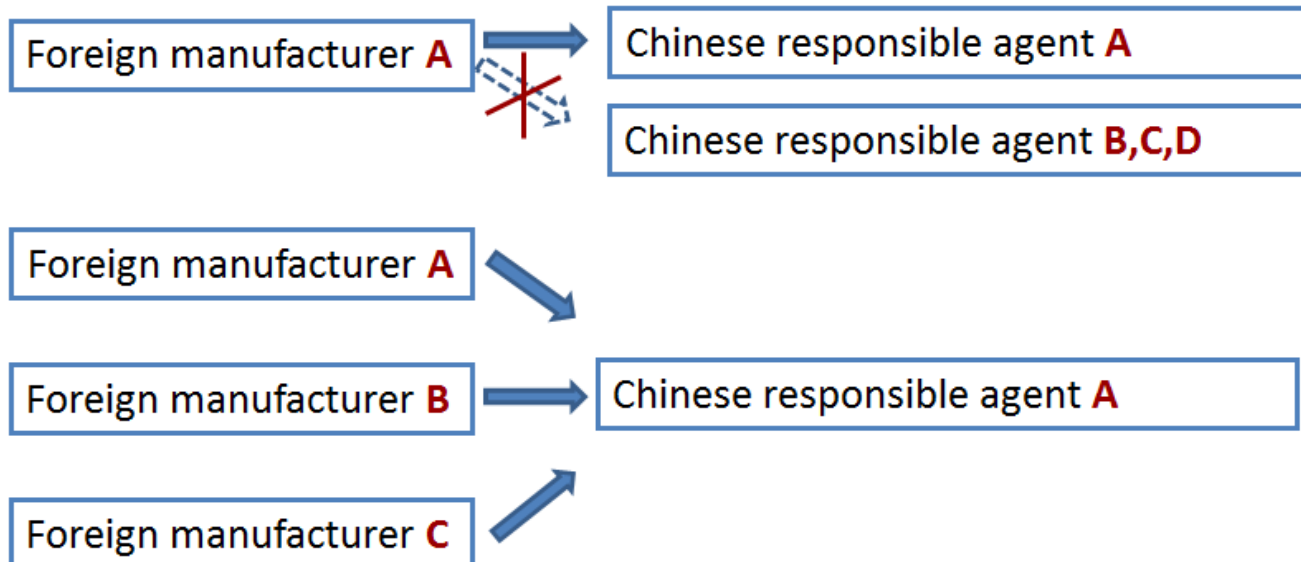 Foreign manufacturer A
Chinese responsible agent A
Chinese responsible agent B,C,D
Foreign manufacturer A
Foreign manufacturer B
Chinese responsible agent A
Foreign manufacturer C